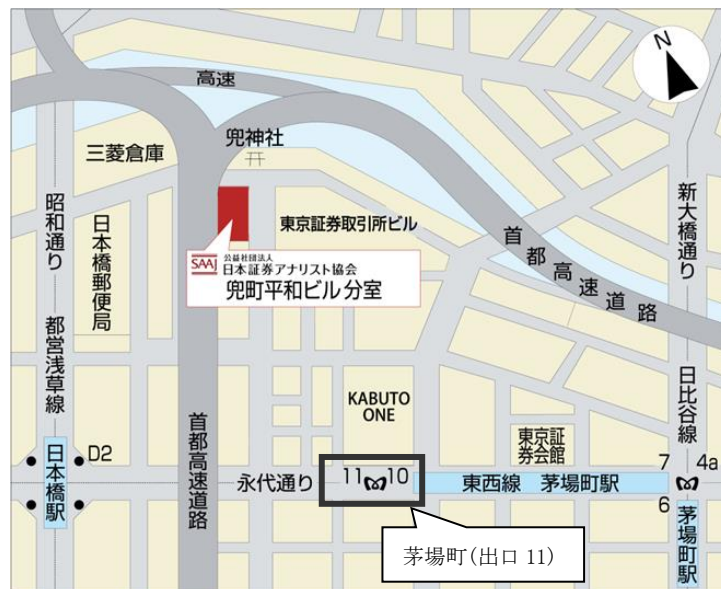 N
高速
兜神社
三菱倉庫
昭和通り
日本橋郵便局
東京証券取引所ビル
新大橋通り
首都高速道路
SAAJ 公益社団法人
日本証券アナリスト協会
兜町平和ビル分室
都営浅草線
KABUTO
ONE
日比谷線
首都高速道路
東京証
券会館
D2
日本橋駅
永代通り
11 10
東西線 茅場町駅
7 4a
6
茅場町駅
茅場町(出口 11)